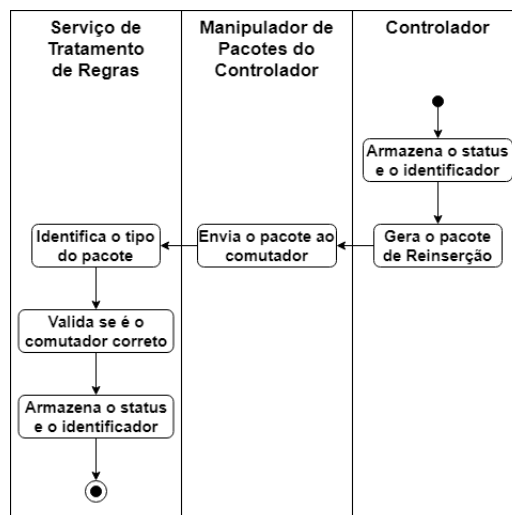 Serviço de
Tratamento
de Regras
Manipulador de
Pacotes do
Controlador
Controlador
Armazena o status
e o identificador
Gera o pacote
de Reinserção
Envia o pacote ao
comutador
Identifica o tipo
do pacote
Valida se é o
comutador correto
Armazena o status
e o identificador